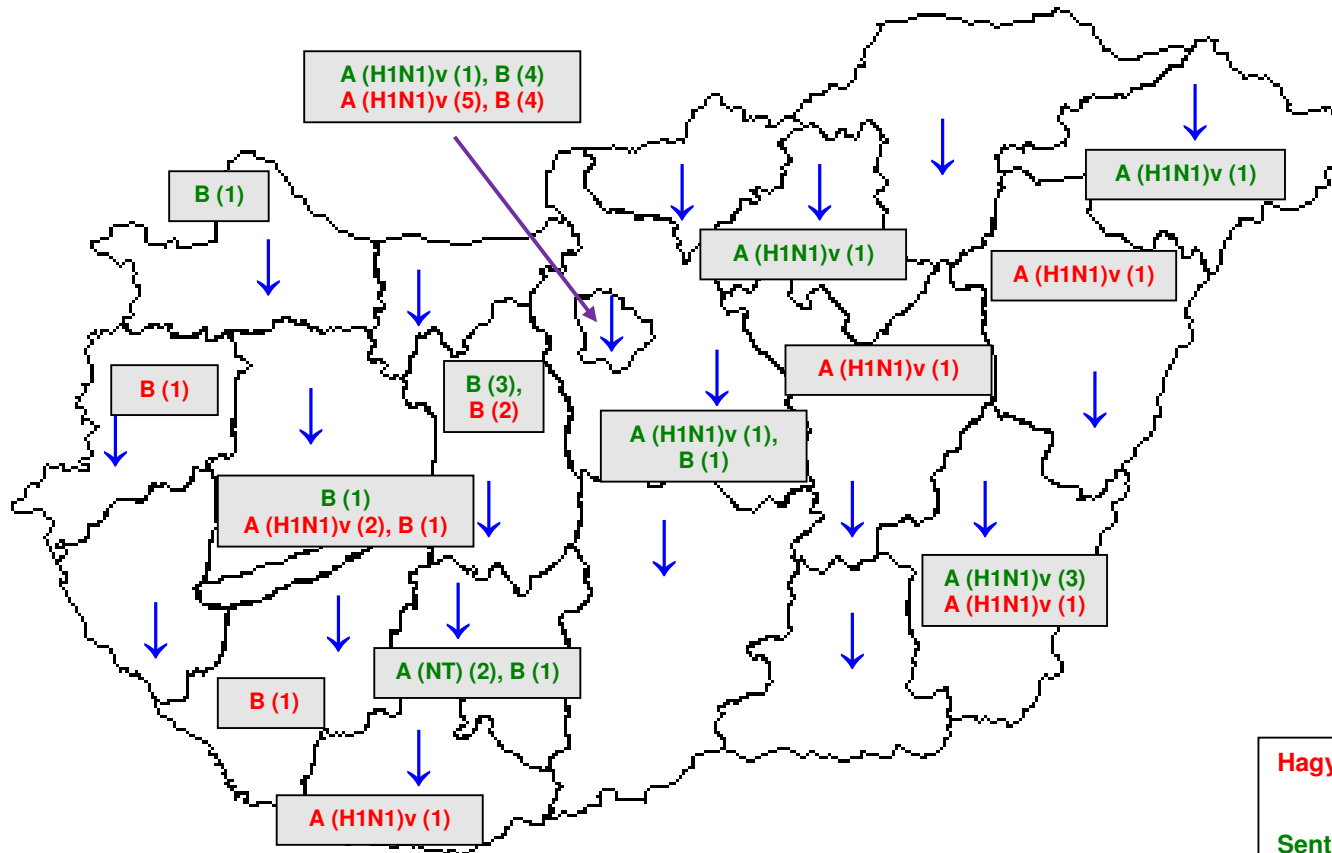 A (H1N1)v (1), B (4)
A (H1N1)v (5), B (4)
B (1)
A (H1N1)v (1)
A (H1N1)v (1)
A (H1N1)v (1)
B (1)
B (3),
B (2)
A (H1N1)v (1)
A (H1N1)v (1),
B (1)
B (1)
A (H1N1)v (2), B (1)
A (H1N1)v (3)
A (H1N1)v (1)
A (NT) (2), B (1)
B (1)
A (H1N1)v (1)